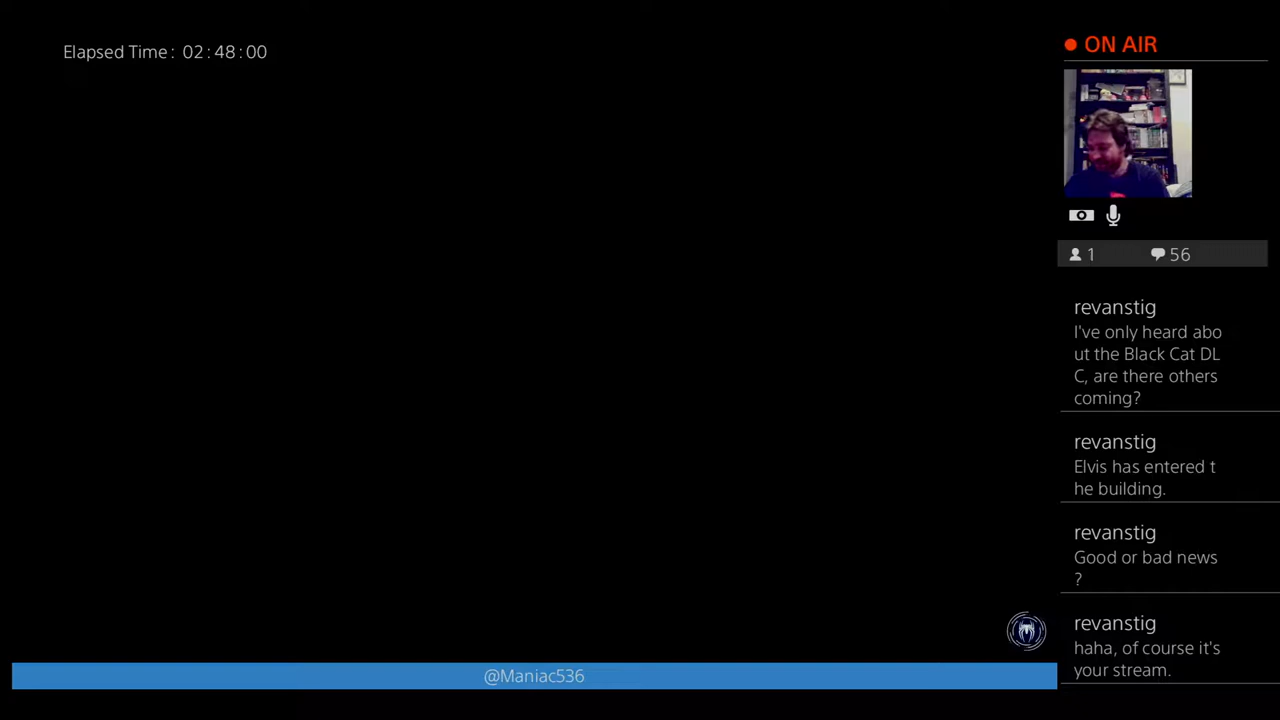 Elapsed Time: 02:48:00
ON AIR
1
56
revanstig
I've only heard abo
ut the Black Cat DL
C, are there others
coming?
revanstig
Elvis has entered t
he building.
revanstig
Good or bad news
?
revanstig
haha, of course it's
your stream.
@Maniac536